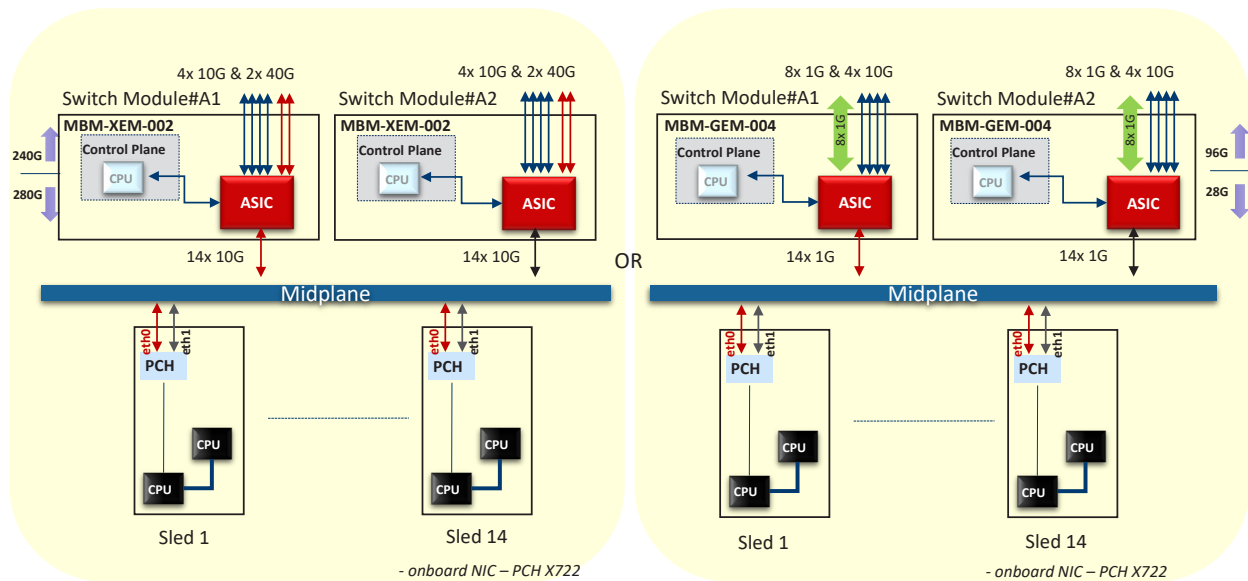 4x 10G & 2x 40G
4x 10G & 2x 40G
Switch Module#A1
Switch Module#A2
MBM-XEM-002
MBM-XEM-002
Control Plane
Control Plane
CPU
CPU
240G
280G
ASIC
ASIC
14x 10G
14x 10G
Midplane
eth0
eth1
eth0
eth1
PCH
PCH
CPU
CPU
CPU
CPU
Sled 1
Sled 14
- onboard NIC – PCH X722
OR
8x 1G & 4x 10G
8x 1G & 4x 10G
Switch Module#A1
Switch Module#A2
MBM-GEM-004
MBM-GEM-004
8x 1G
8x 1G
Control Plane
Control Plane
CPU
CPU
96G
28G
ASIC
ASIC
14x 1G
14x 1G
Midplane
eth0
eth1
eth0
eth1
PCH
PCH
CPU
CPU
CPU
CPU
Sled 1
Sled 14
- onboard NIC – PCH X722